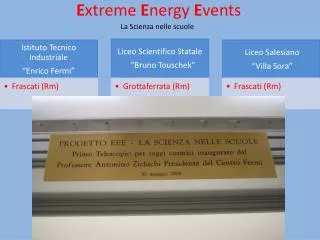 Extreme Energy Events
La Scienza nelle scuole
Istituto Tecnico
Industriale
“Enrico Fermi”
• Frascati (Rm)
Liceo Scientifico Statale
“Bruno Touschek”
• Grottaferrata (Rm)
Liceo Salesiano
“Villa Sora”
• Frascati (Rm)
PROGETTO EEE - LA SCIENZA NELLE SCUOLE
Primo Telescopio per raggi cosmici inaugurato dal
Professore Antonino Zichichi Presidente del Centro Fermi